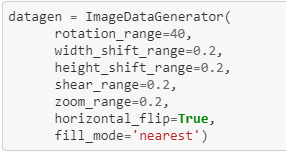 datagen = ImageDataGenerator(
rotation_range=40,
width_shift_range=0.2,
height_shift_range=0.2,
shear_range=0.2,
zoom_range=0.2,
horizontal_flip=True,
fill_mode='nearest')